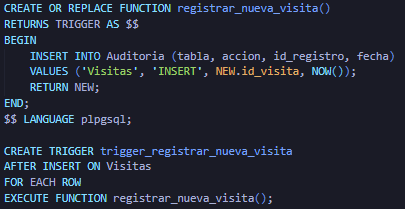 CREATE OR REPLACE FUNCTION registrar_nueva_visita()
RETURNS TRIGGER AS $$
BEGIN
    INSERT INTO Auditoria (tabla, accion, id_registro, fecha)
    VALUES ('Visitas', 'INSERT', NEW.id_visita, NOW());
    RETURN NEW;
END;
$$ LANGUAGE plpgsql;

CREATE TRIGGER trigger_registrar_nueva_visita
AFTER INSERT ON Visitas
FOR EACH ROW
EXECUTE FUNCTION registrar_nueva_visita();